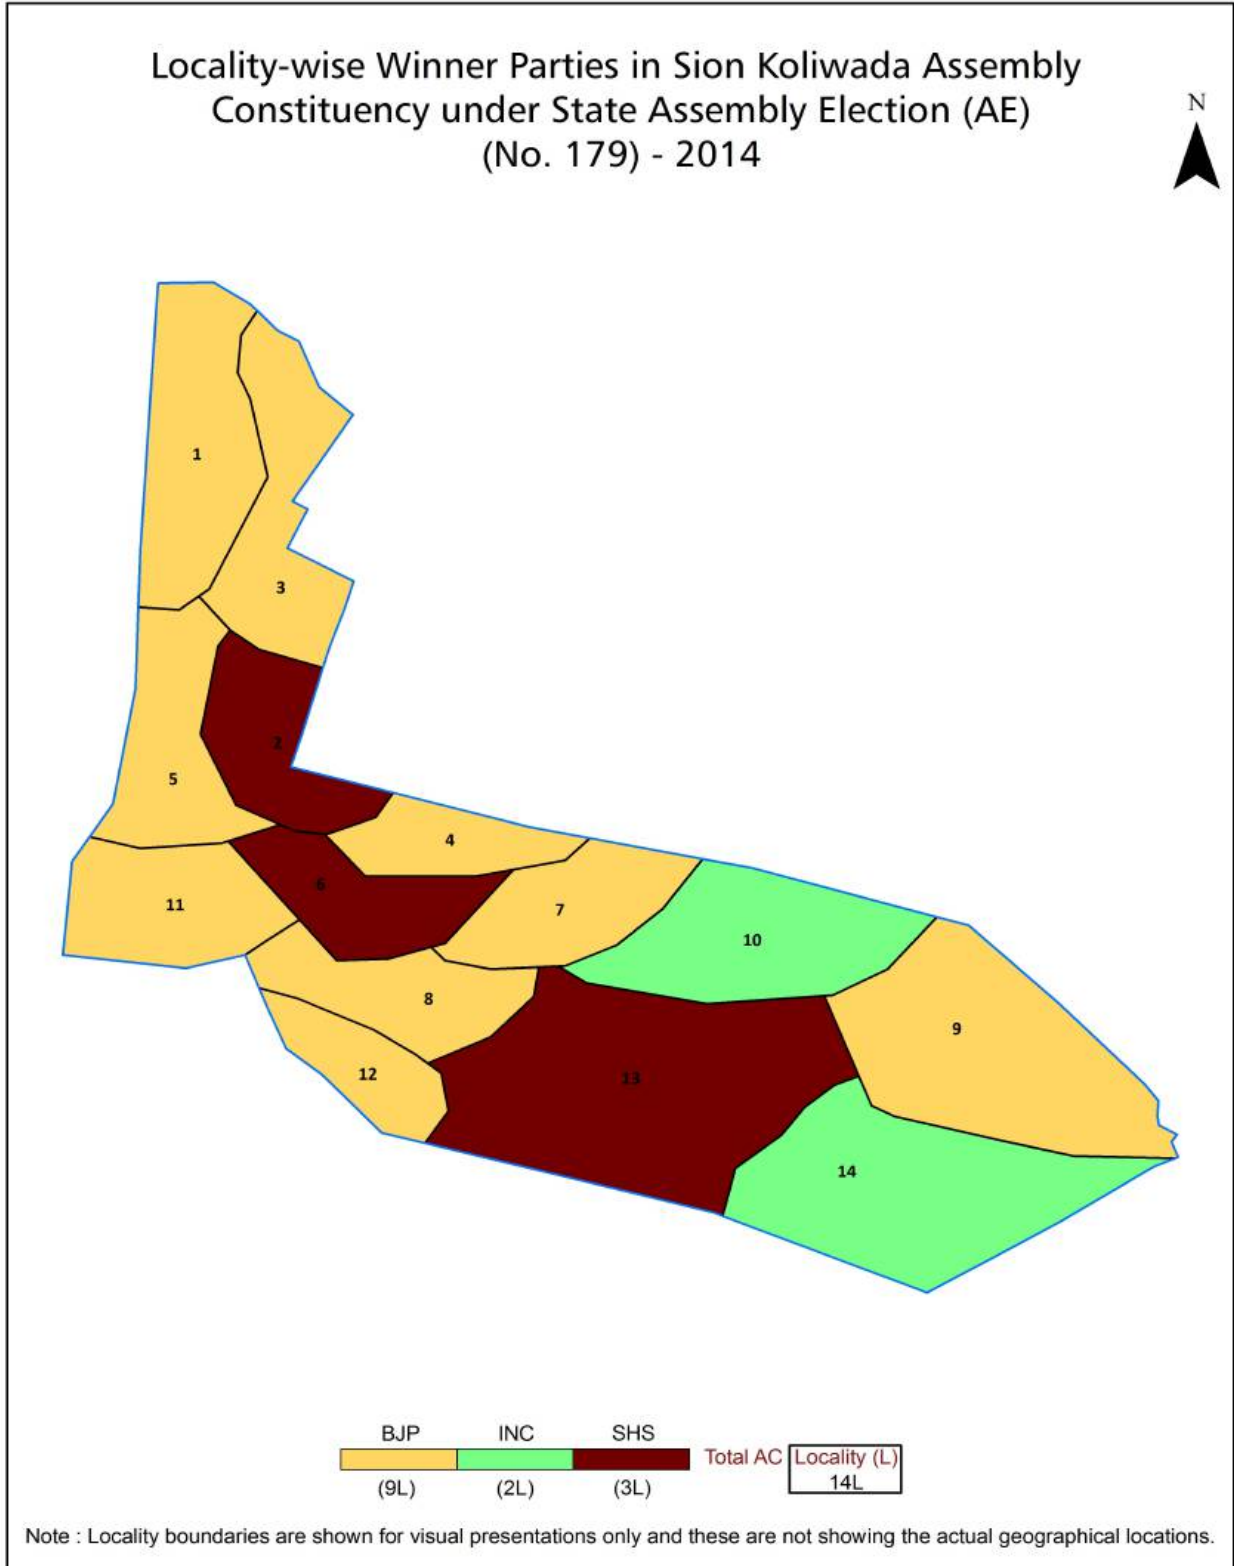 Locality-wise Winner Parties in Sion Koliwada Assembly
Constituency under State Assembly Election (AE)
(No. 179) - 2014
N
1
3
2
5
4
6
11
7
10
8
9
12
13
14
BJP INC SHS
Total AC Locality (L)
(9L) (2L) (3L) 14L
Note : Locality boundaries are shown for visual presentations only and these are not showing the actual geographical locations.